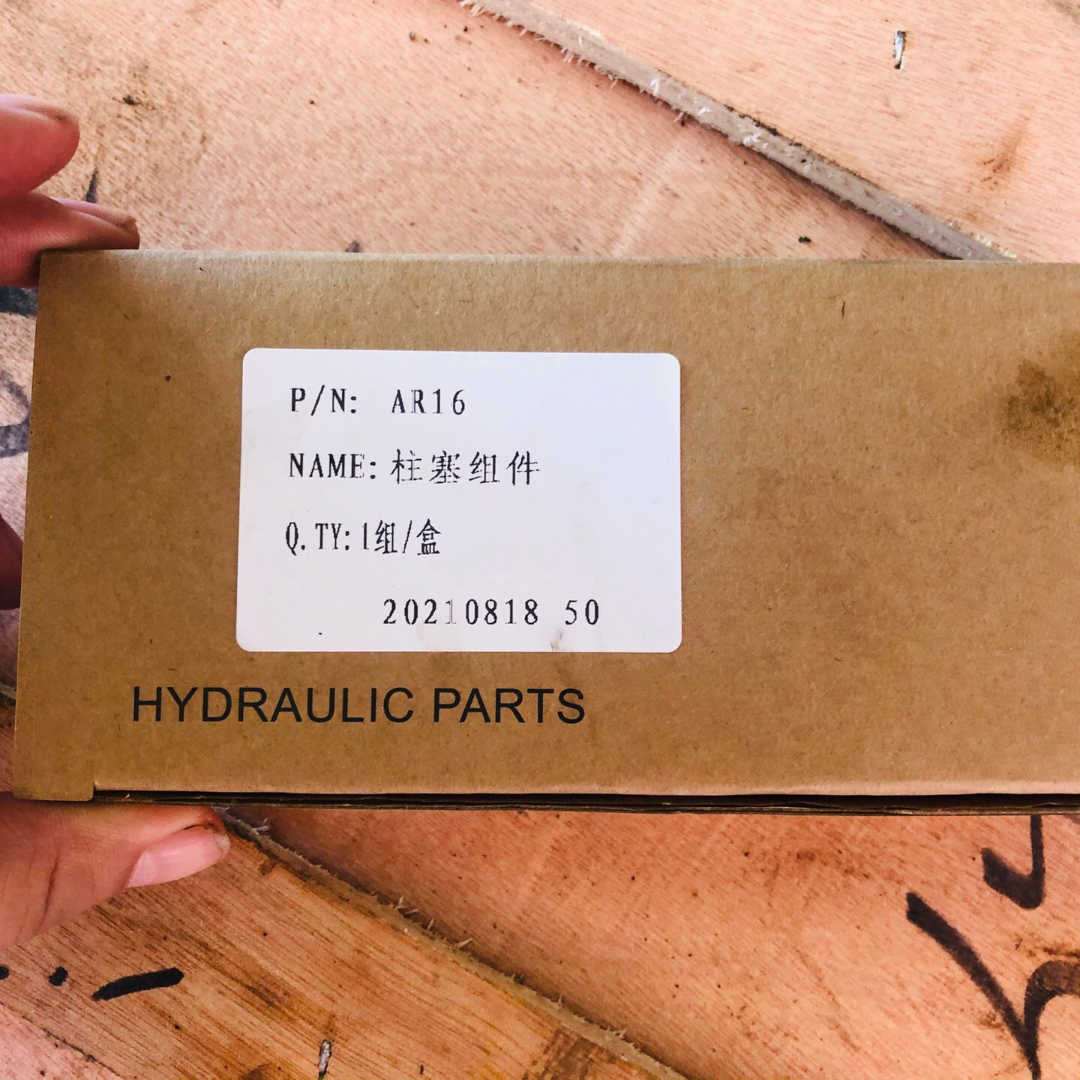 P/N: AR16
NAME: 柱塞组件
Q.TY: 1组/盒
20210818 50
HYDRAULIC PARTS